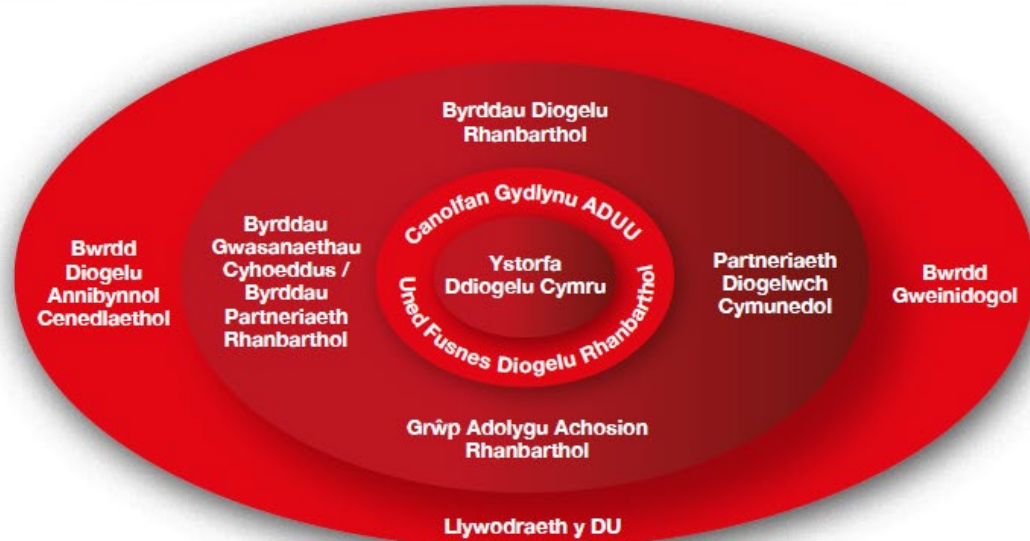 Byrddau Diogelu
Rhanbarthol
Canolfan Gydlynu ADUU
Byrddau
Gwasanaethau
Cyhoeddus /
Byrddau
Partneriaeth
Rhanbarthol
Bwrdd
Diogelu
Annibynnol
Cenedlaethol
Ystorfa
Ddiogelu Cymru
Partneriaeth
Diogelwch
Cymunedol
Bwrdd
Gweinidogol
Uned Fusnes Diogelu Rhanbarthol
Grŵp Adolygu Achosion
Rhanbarthol
Llywodraeth y DU